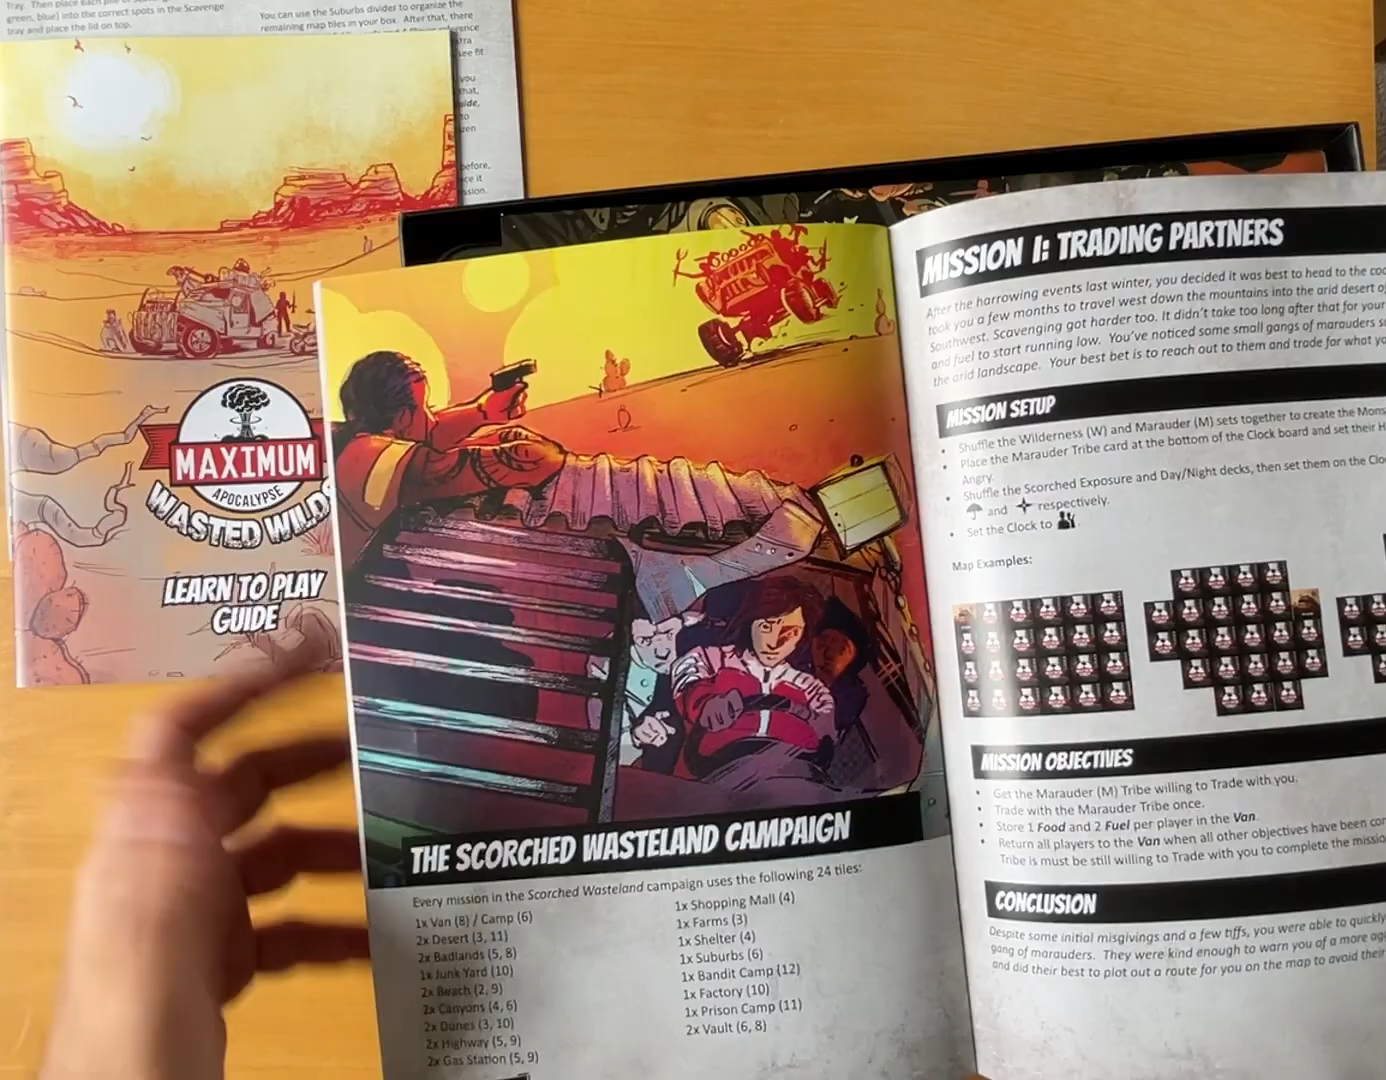 green, blue) into the correct spots in the Scavenge
tray and place the lid on top.
You can use the Suburbs divider to organize the
remaining map tiles in your box. After that, there
MAXIMUM
APOCALYPSE
WASTED WILDS
LEARN TO PLAY
GUIDE
THE SCORCHED WASTELAND CAMPAIGN
Every mission in the Scorched Wasteland campaign uses the following 24 tiles:
1x Van (8) / Camp (6)
2x Desert (3, 11)
2x Badlands (5, 8)
1x Junk Yard (10)
2x Beach (2, 9)
2x Canyons (4, 6)
2x Dunes (3, 10)
2x Highway (5, 9)
2x Gas Station (5, 9)
1x Shopping Mall (4)
1x Farms (3)
1x Shelter (4)
1x Suburbs (6)
1x Bandit Camp (12)
1x Factory (10)
1x Prison Camp (11)
2x Vault (6, 8)
MISSION 1: TRADING PARTNERS
After the harrowing events last winter, you decided it was best to head to the
took you a few months to travel west down the mountains into the arid desert
Southwest. Scavenging got harder too. It didn't take too long after that for your
and fuel to start running low. You've noticed some small gangs of marauders
the arid landscape. Your best bet is to reach out to them and trade for what
MISSION SETUP
• Shuffle the Wilderness (W) and Marauder (M) sets together to create the
• Place the Marauder Tribe card at the bottom of the Clock board and set their
Angry.
• Shuffle the Scorched Exposure and Day/Night decks, then set them on the
and respectively.
• Set the Clock to .
Map Examples:
MISSION OBJECTIVES
• Get the Marauder (M) Tribe willing to Trade with you.
• Trade with the Marauder Tribe once.
• Store 1 Food and 2 Fuel per player in the Van.
• Return all players to the Van when all other objectives have been
Tribe is must be still willing to Trade with you to complete the
CONCLUSION
Despite some initial misgivings and a few tiffs, you were able to quickly
gang of marauders. They were kind enough to warn you of a more
and did their best to plot out a route for you on the map to avoid their